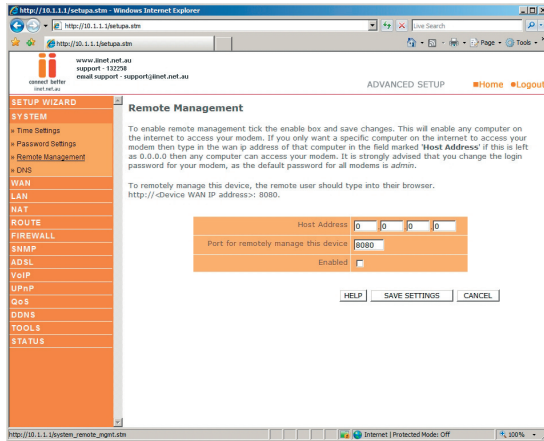 http://10.1.1.1/setupa.stm - Windows Internet Explorer
http://10.1.1.1/setupa.stm
Live Search
http://10.1.1.1/setupa.stm
Page
Tools
www.iinet.net.au
support - 132258
email support - support@iinet.net.au
connect better
iinet.net.au
ADVANCED SETUP
Home
Logout
SETUP WIZARD
SYSTEM
» Time Settings
» Password Settings
» Remote Management
» DNS
WAN
LAN
NAT
ROUTE
FIREWALL
SNMP
ADSL
VoIP
UPnP
QoS
DDNS
TOOLS
STATUS
Remote Management
To enable remote management tick the enable box and save changes. This will enable any computer on
the internet to access your modem. If you only want a specific computer on the internet to access your
modem then type in the wan ip address of that computer in the field marked 'Host Address' if this is left
as 0.0.0.0 then any computer can access your modem. It is strongly advised that you change the login
password for your modem, as the default password for all modems is admin.
To remotely manage this device, the remote user should type into their browser.
http://<Device WAN IP address>: 8080.
Host Address 0 .0 .0 .0
Port for remotely manage this device 8080
Enabled
HELP SAVE SETTINGS CANCEL
http://10.1.1.1/system_remote_mgmt.stm
Internet | Protected Mode: Off
100%